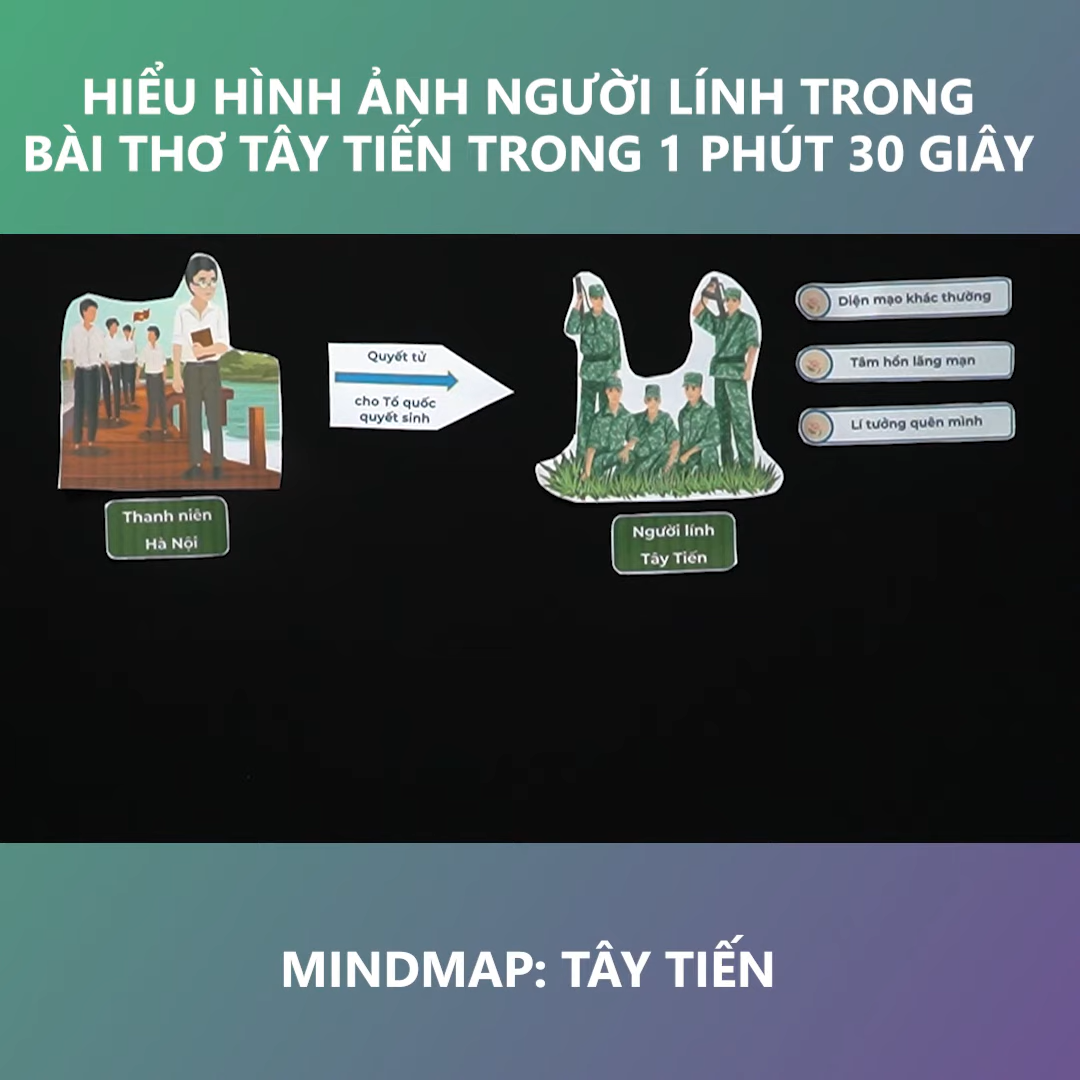 HIỂU HÌNH ẢNH NGƯỜI LÍNH TRONG
BÀI THƠ TÂY TIẾN TRONG 1 PHÚT 30 GIÂY
Quyết tử
cho Tổ quốc
quyết sinh
Thanh niên
Hà Nội
Người lính
Tây Tiến
Diện mạo khác thường
Tâm hồn lãng mạn
Lí tưởng quên mình
MINDMAP: TÂY TIẾN